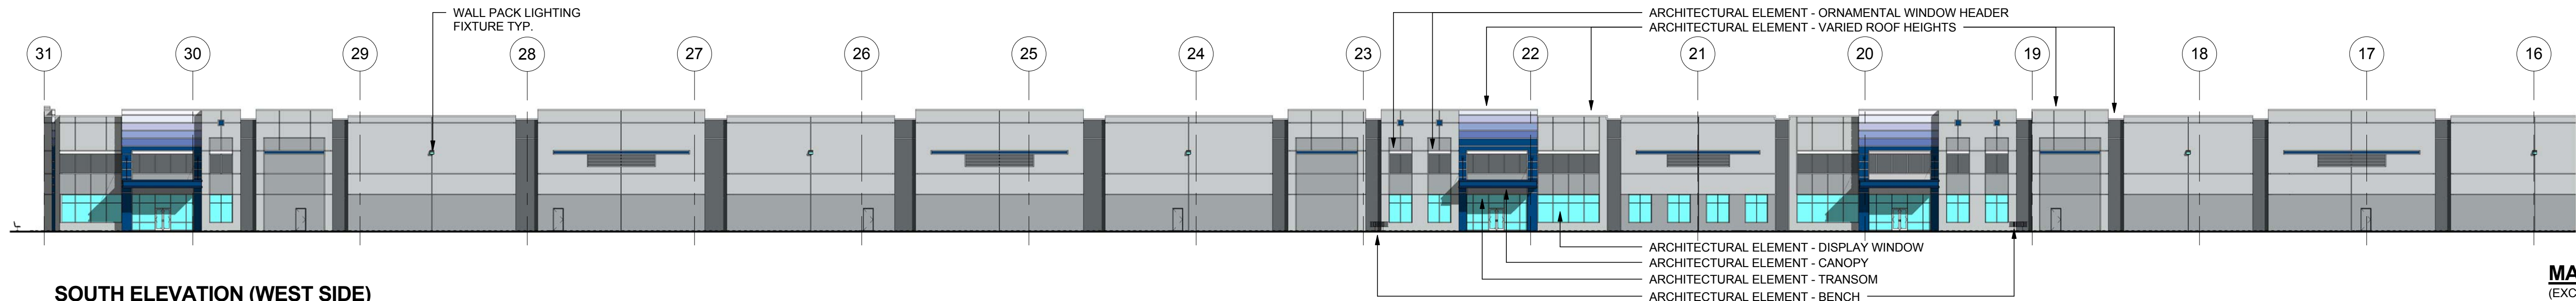 WALL PACK LIGHTING
FIXTURE TYP.
ARCHITECTURAL ELEMENT - ORNAMENTAL WINDOW HEADER
ARCHITECTURAL ELEMENT - VARIED ROOF HEIGHTS
31 30 29 28 27 26 25 24 23 22 21 20 19 18 17 16
ARCHITECTURAL ELEMENT - DISPLAY WINDOW
ARCHITECTURAL ELEMENT - CANOPY
ARCHITECTURAL ELEMENT - TRANSOM
ARCHITECTURAL ELEMENT - BENCH
SOUTH ELEVATION (WEST SIDE)
MA
(EXC